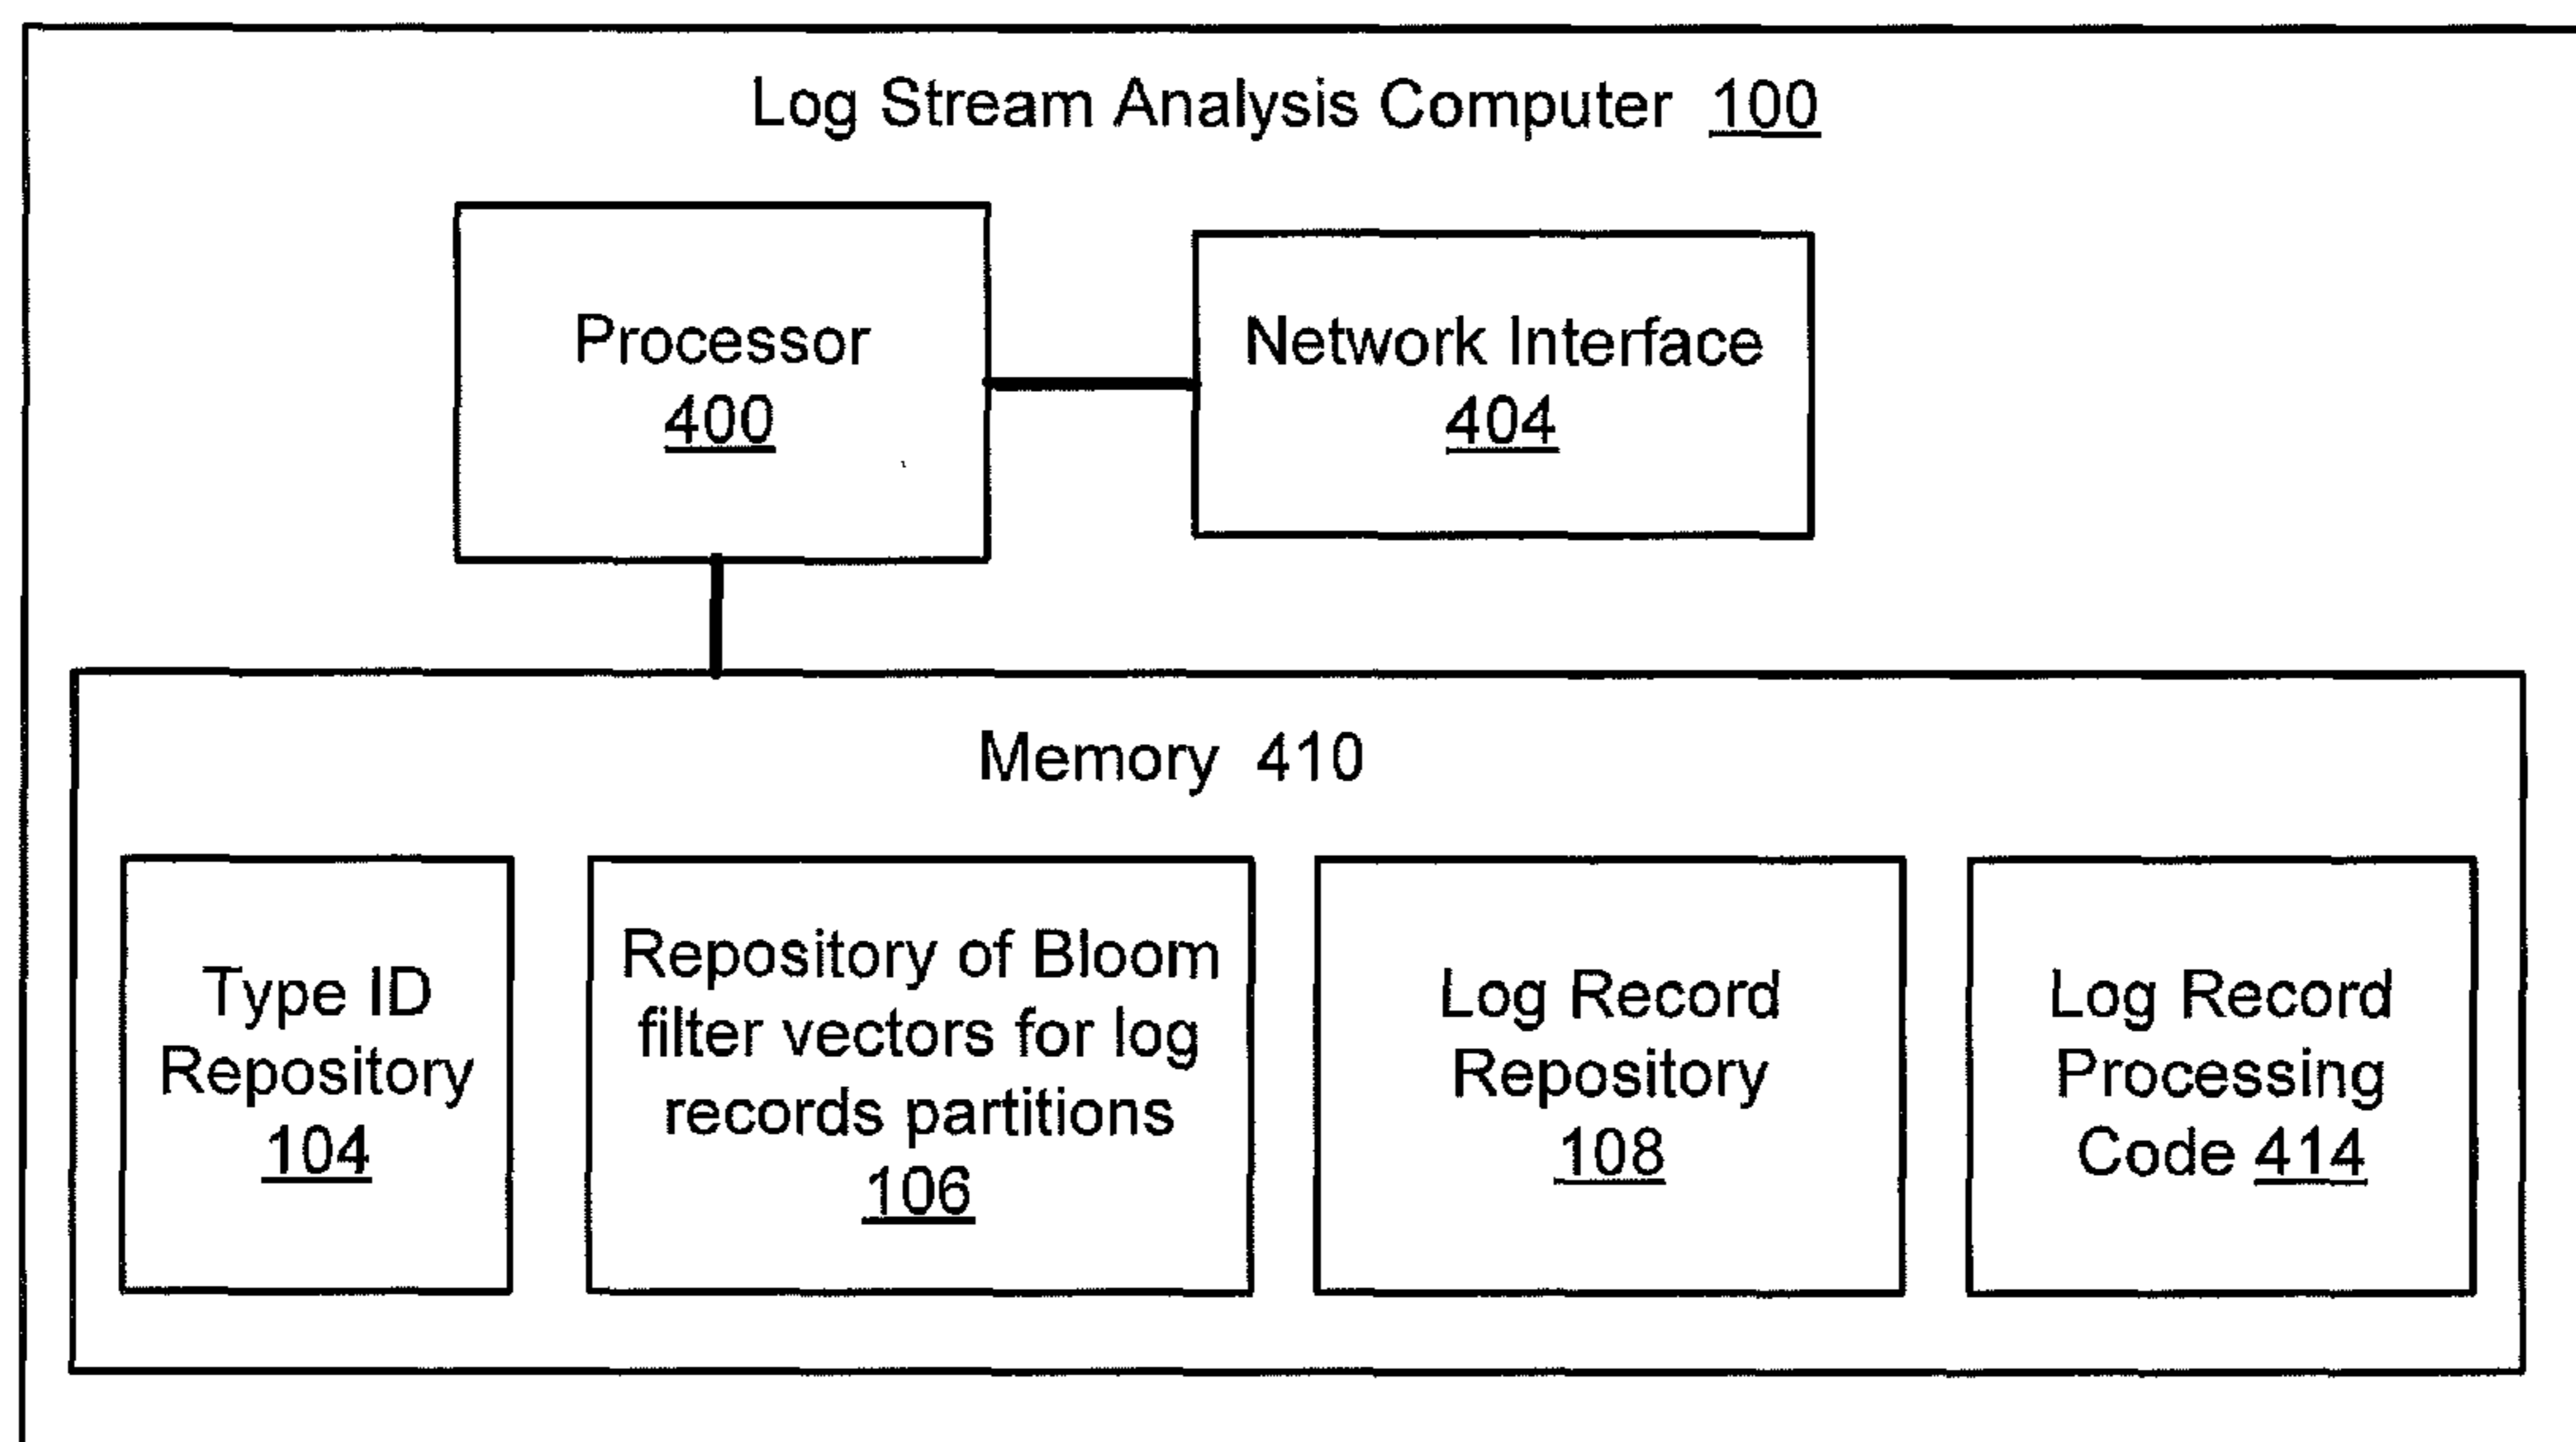 Log Stream Analysis Computer 100
Processor
400
Network Interface
404
Memory 410
Type ID
Repository
104
Repository of Bloom
filter vectors for log
records partitions
106
Log Record
Repository
108
Log Record
Processing
Code 414